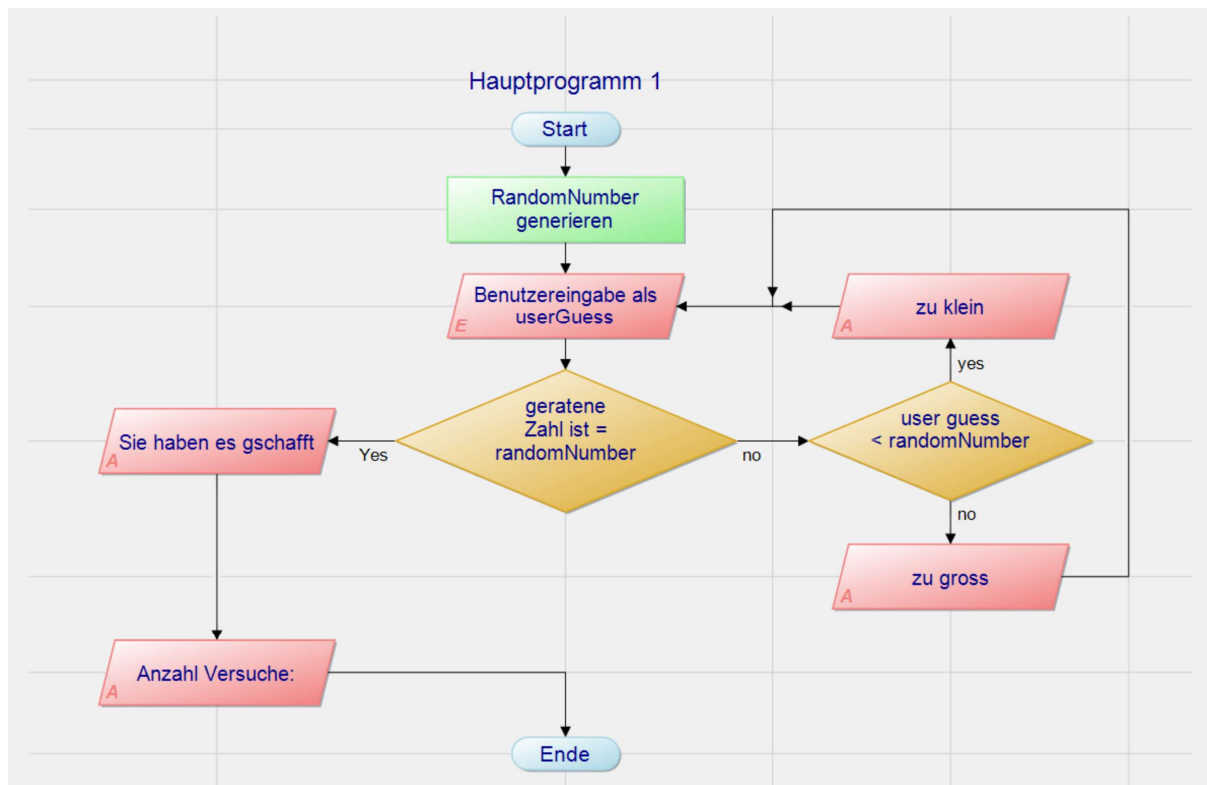 Hauptprogramm 1
Start
RandomNumber
generieren
Benutzereingabe als
userGuess
E
zu klein
A
yes
geratene
Zahl ist =
randomNumber
Yes
no
user guess
< randomNumber
Sie haben es gschafft
A
no
zu gross
A
Anzahl Versuche:
A
Ende